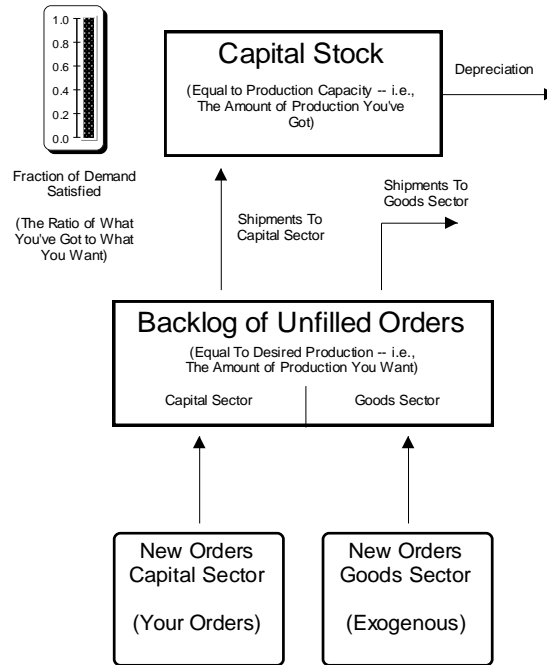 1.0
0.8
0.6
0.4
0.2
0.0
Fraction of Demand
Satisfied
(The Ratio of What
You've Got to What
You Want)
Capital Stock
(Equal to Production Capacity -- i.e.,
The Amount of Production You've
Got)
Depreciation
Shipments To
Capital Sector
Shipments To
Goods Sector
Backlog of Unfilled Orders
(Equal To Desired Production -- i.e.,
The Amount of Production You Want)
Capital Sector
Goods Sector
New Orders
Capital Sector
(Your Orders)
New Orders
Goods Sector
(Exogenous)